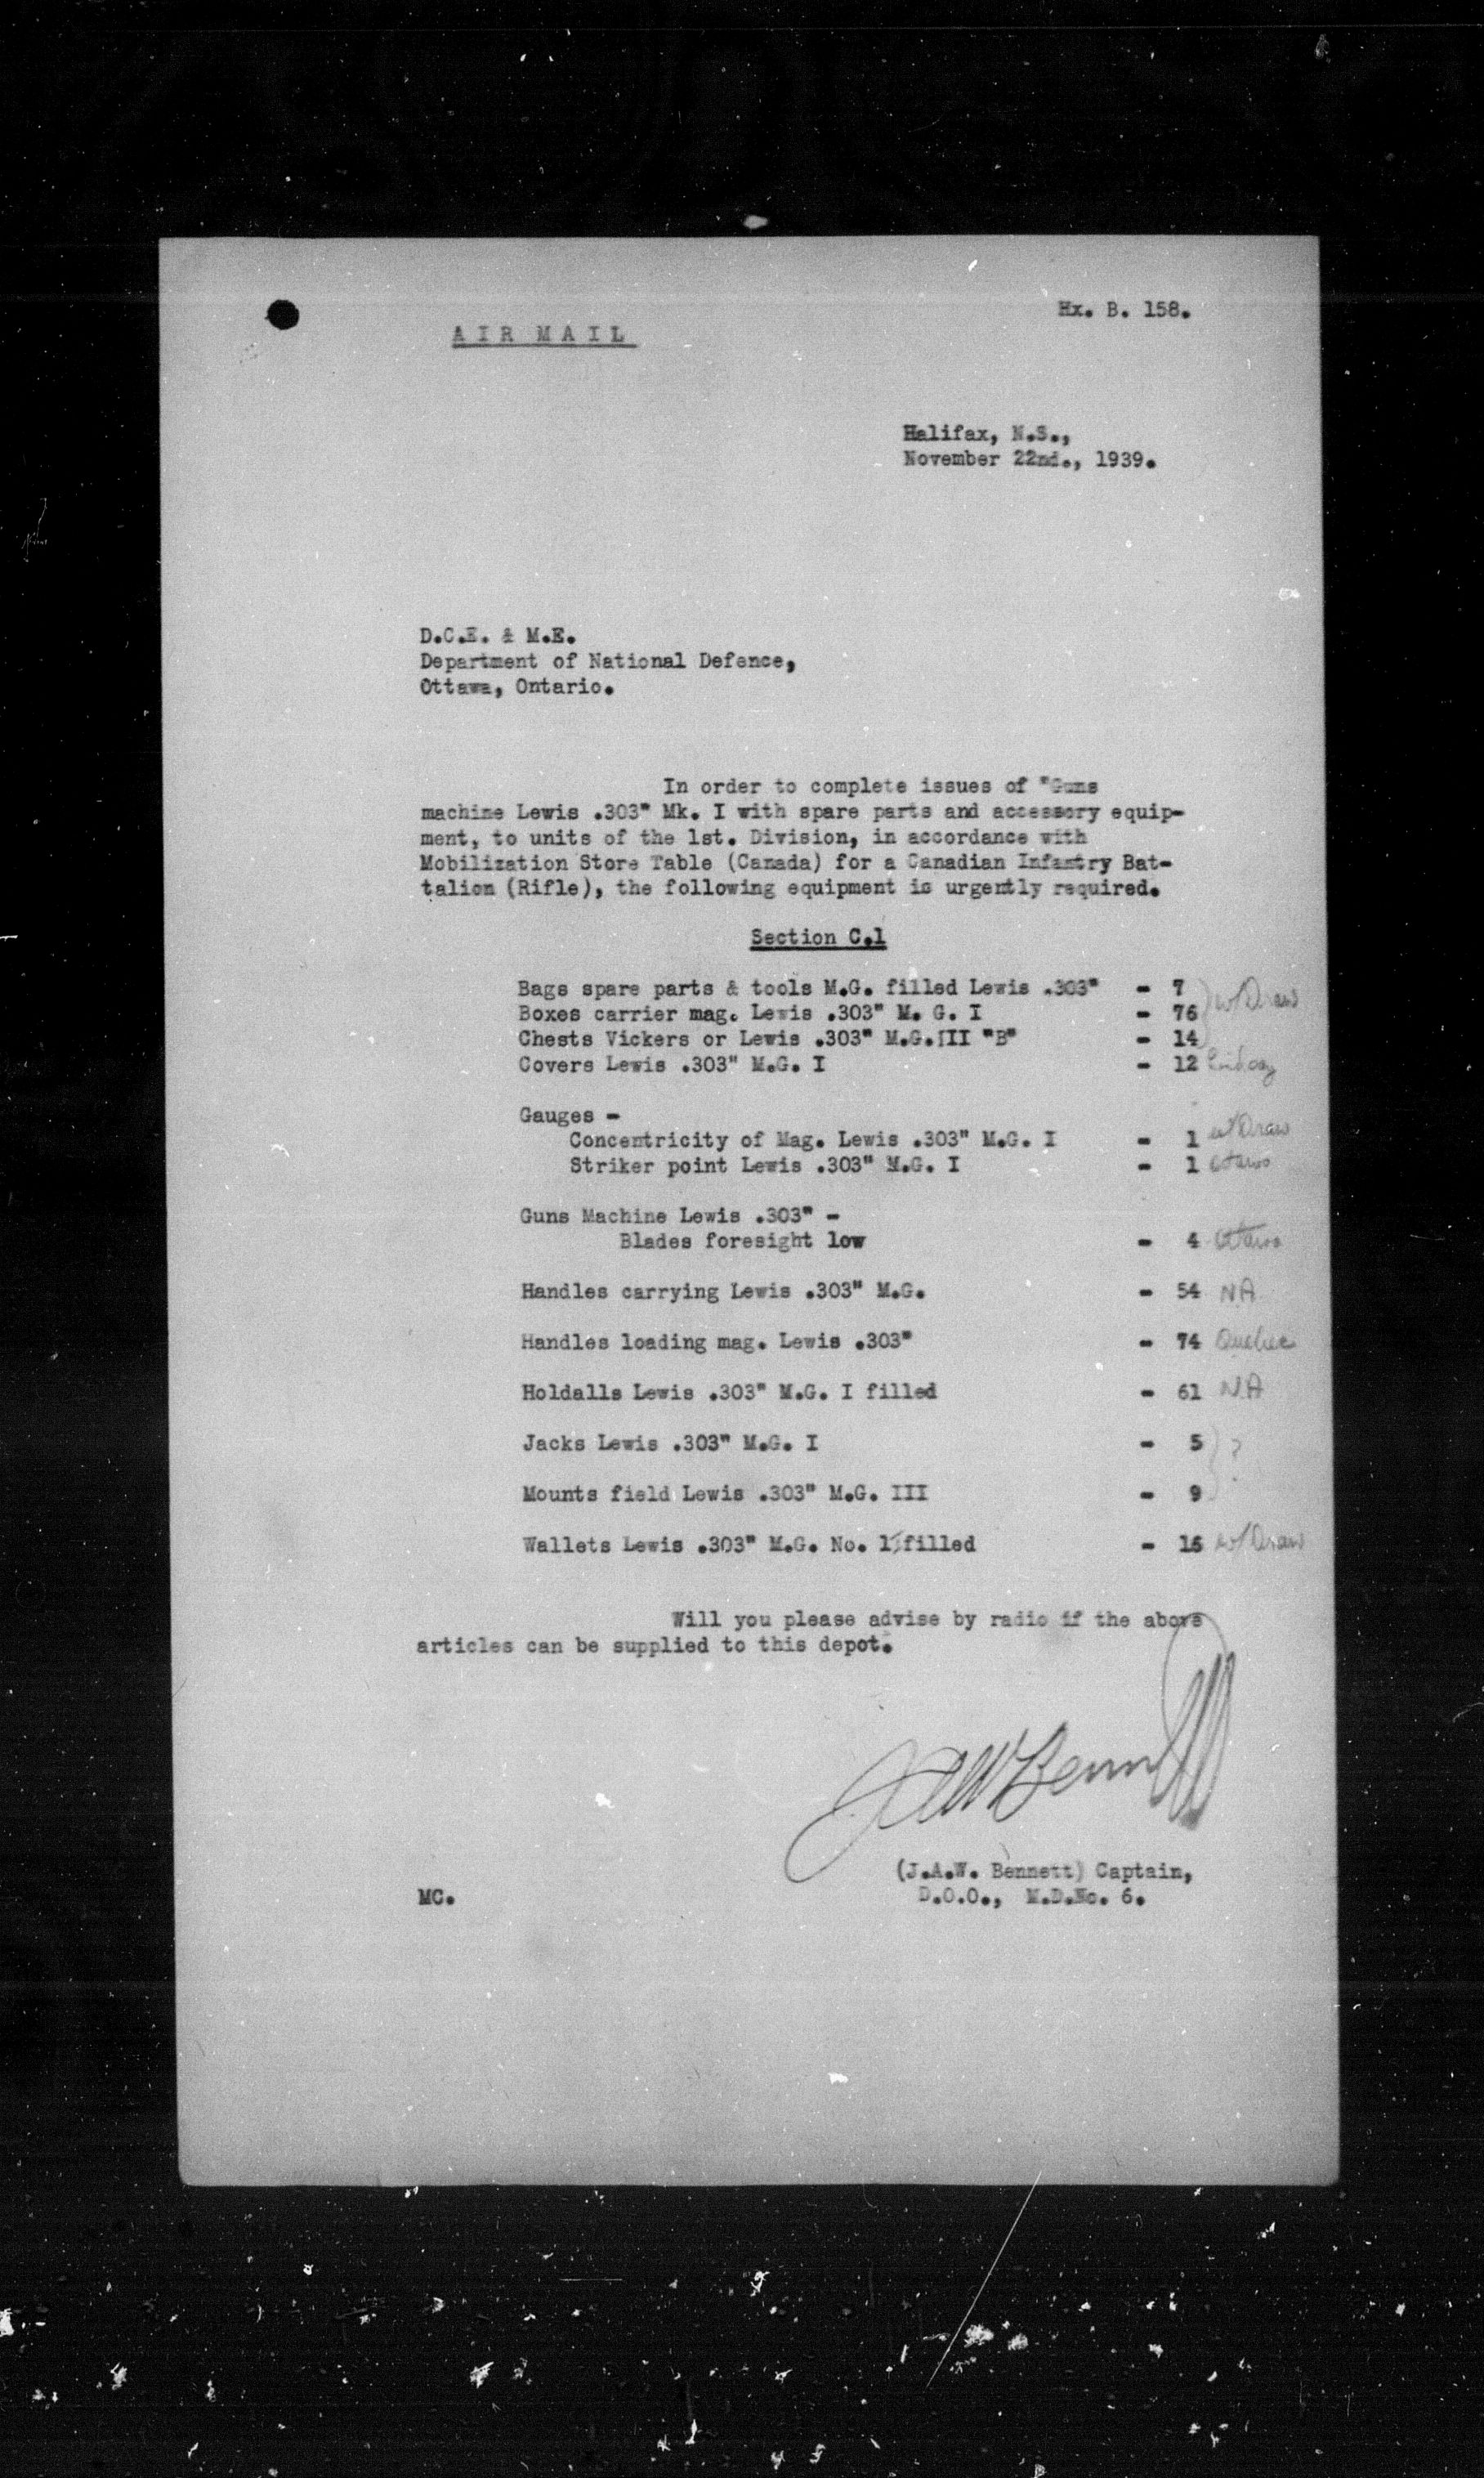 Hx. B. 158.
AIR MAIL
Halifax, N.S.,
November 22nd., 1939.
D.C.E. & M.E.
Department of National Defence,
Ottawa, Ontario.
In order to complete issues of "Guns
machine Lewis .303" Mk. I with spare parts and accessory equip-
ment, to units of the 1st. Division, in accordance with
Mobilization Store Table (Canada) for a Canadian Infantry Bat-
talion (Rifle), the following equipment is urgently required.
Section C.1
Bags spare parts & tools M.G. filled Lewis .303" - 7
Boxes carrier mag. Lewis .303" M. G. I - 76 w/Draw
Chests Vickers or Lewis .303" M.G. III "B" - 14
Covers Lewis .303" M.G. I - 12
Gauges -
Concentricity of Mag. Lewis .303" M.G. I - 1 w/Draw
Striker point Lewis .303" M.G. I - 1 Ottawa
Guns Machine Lewis .303" -
Blades foresight low - 4 Ottawa
Handles carrying Lewis .303" M.G. - 54 N.A.
Handles loading mag. Lewis .303" - 74 Quebec
Holdalls Lewis .303" M.G. I filled - 61 N.A
Jacks Lewis .303" M.G. I - 5 ?
Mounts field Lewis .303" M.G. III - 9
Wallets Lewis .303" M.G. No. 1 filled - 16 w/Draw
Will you please advise by radio if the above
articles can be supplied to this depot.
JAW Bennett
(J.A.W. Bennett) Captain,
MC. D.O.O., M.D.No. 6.